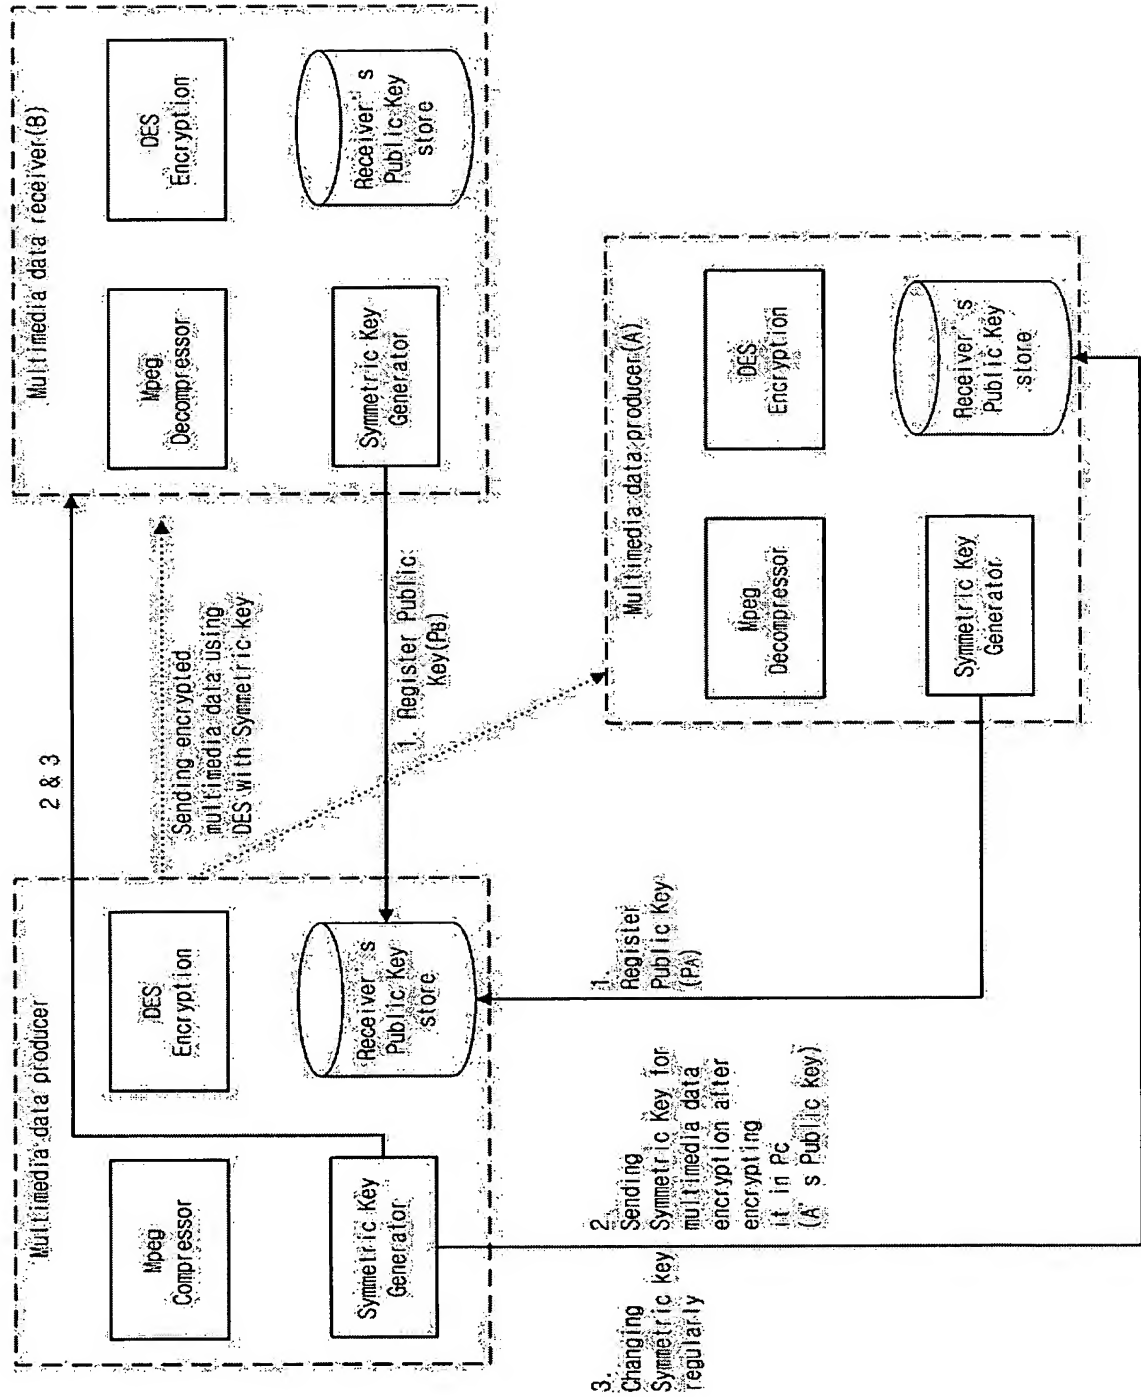 Multimedia data producer
Mpeg
Compressor
DES
Encryption
Symmetric Key
Generator
Receiver's
Public Key
store
2 & 3
Sending encrypted
multimedia data using
DES with Symmetric key
1. Register Public
Key(PB)
Multimedia data receiver(B)
Mpeg
Decompressor
DES
Encryption
Symmetric Key
Generator
Receiver's
Public Key
store
3.
Changing
Symmetric Key
regularly
2
Sending
Symmetric Key for
multimedia data
encryption after
encrypting
it in Pc
(A's Public key)
1.
Register
Public Key
(PA)
Multimedia data producer(A)
Mpeg
Decompressor
DES
Encryption
Symmetric Key
Generator
Receiver's
Public Key
store